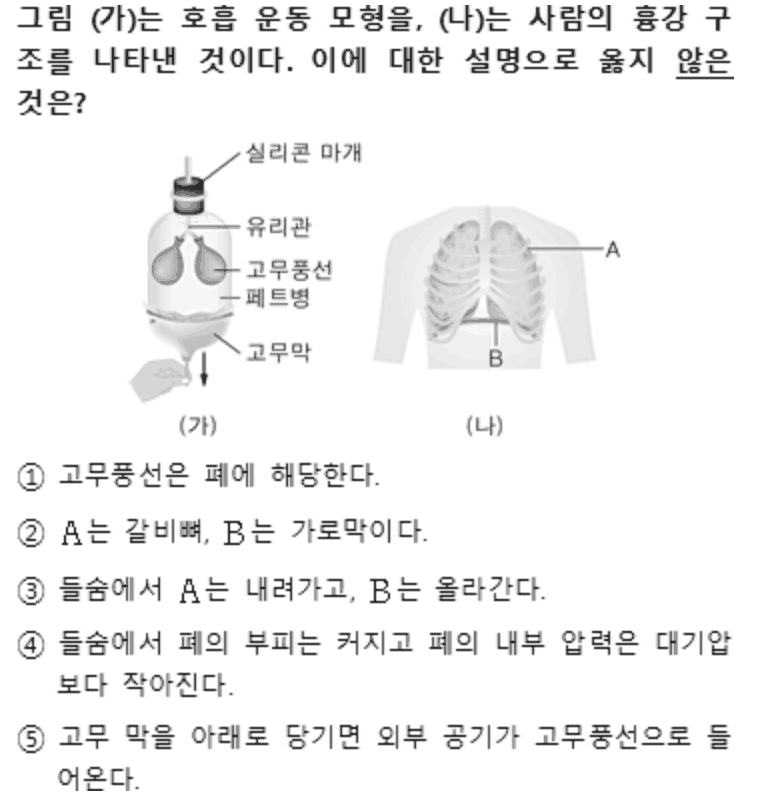 그림 (가)는 호흡 운동 모형을, (나)는 사람의 흉강 구
조를 나타낸 것이다. 이에 대한 설명으로 옳지 않은
것은?
실리콘 마개
유리관
고무풍선
페트병
고무막
A
B
(가)
(나)
① 고무풍선은 폐에 해당한다.
② A는 갈비뼈, B는 가로막이다.
③ 들숨에서 A는 내려가고, B는 올라간다.
④ 들숨에서 폐의 부피는 커지고 폐의 내부 압력은 대기압
보다 작아진다.
⑤ 고무 막을 아래로 당기면 외부 공기가 고무풍선으로 들
어온다.